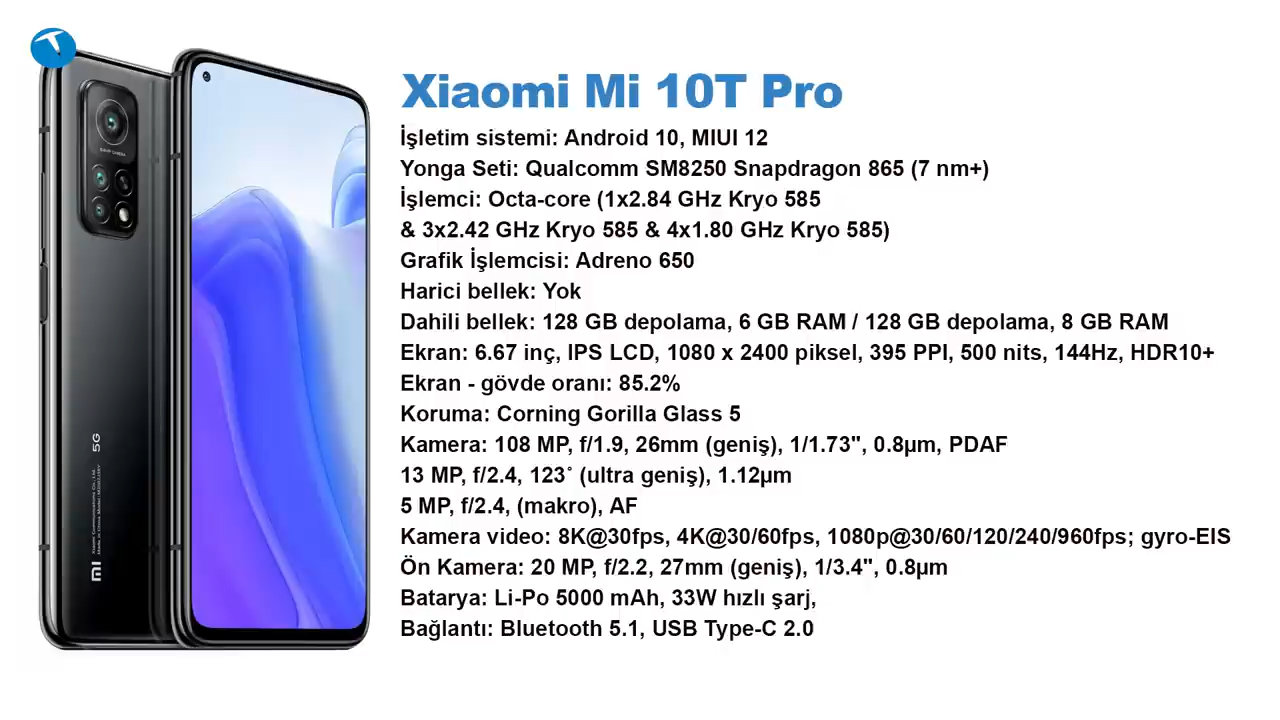 Xiaomi Mi 10T Pro
İşletim sistemi: Android 10, MIUI 12
Yonga Seti: Qualcomm SM8250 Snapdragon 865 (7 nm+)
İşlemci: Octa-core (1x2.84 GHz Kryo 585
& 3x2.42 GHz Kryo 585 & 4x1.80 GHz Kryo 585)
Grafik İşlemcisi: Adreno 650
Harici bellek: Yok
Dahili bellek: 128 GB depolama, 6 GB RAM / 128 GB depolama, 8 GB RAM
Ekran: 6.67 inç, IPS LCD, 1080 x 2400 piksel, 395 PPI, 500 nits, 144Hz, HDR10+
Ekran - gövde oranı: 85.2%
Koruma: Corning Gorilla Glass 5
Kamera: 108 MP, f/1.9, 26mm (geniş), 1/1.73", 0.8µm, PDAF
13 MP, f/2.4, 123˚ (ultra geniş), 1.12µm
5 MP, f/2.4, (makro), AF
Kamera video: 8K@30fps, 4K@30/60fps, 1080p@30/60/120/240/960fps; gyro-EIS
Ön Kamera: 20 MP, f/2.2, 27mm (geniş), 1/3.4", 0.8µm
Batarya: Li-Po 5000 mAh, 33W hızlı şarj,
Bağlantı: Bluetooth 5.1, USB Type-C 2.0
5G
mi